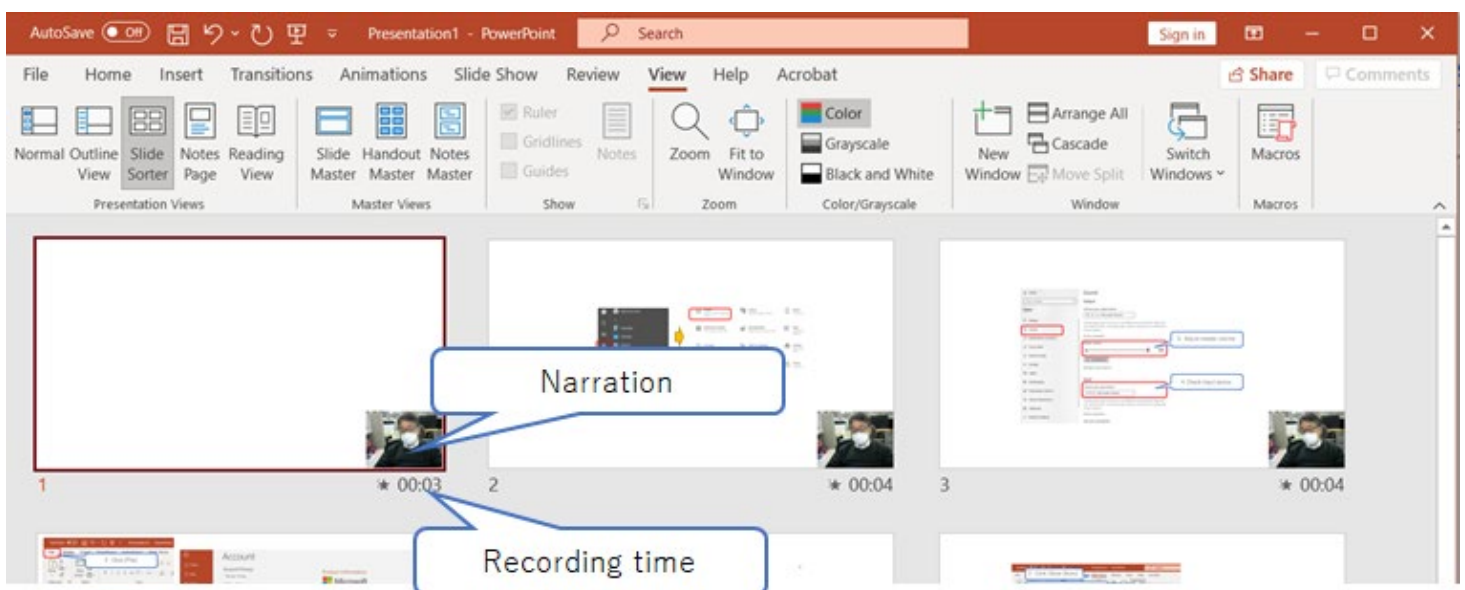 AutoSave Off Presentation1 - PowerPoint Search Sign in
File Home Insert Transitions Animations Slide Show Review View Help Acrobat Share Comments
Normal Outline View Slide Sorter Notes Page Reading View
Slide Master Handout Master Notes Master
Ruler
Gridlines
Guides
Notes
Zoom Fit to Window
Color
Grayscale
Black and White
New Window
Arrange All
Cascade
Move Split
Switch Windows
Macros
Presentation Views Master Views Show Zoom Color/Grayscale Window Macros
Narration
1 00:03 2 00:04 3 00:04
Recording time
Account
Microsoft